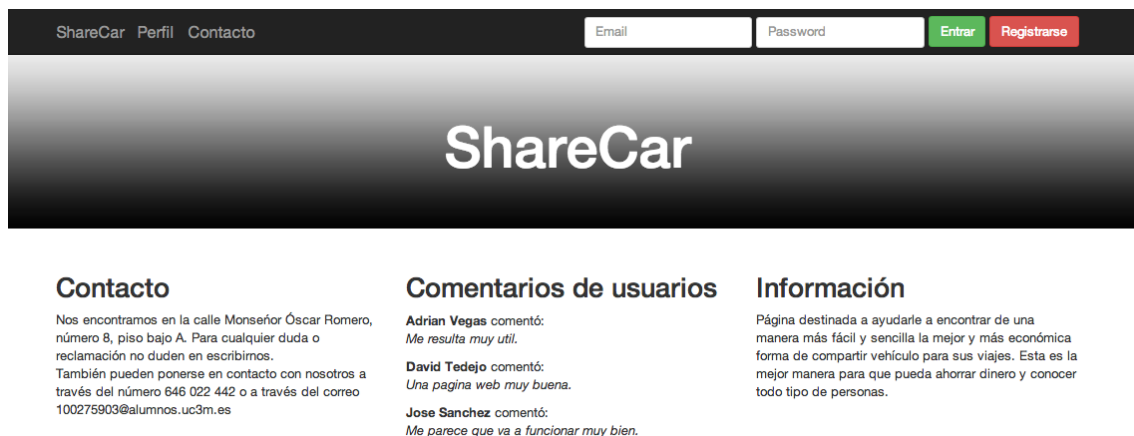 ShareCar Perfil Contacto
Email
Password
Entrar
Registrarse
ShareCar
Contacto
Nos encontramos en la calle Monseńor Óscar Romero,
número 8, piso bajo A. Para cualquier duda o
reclamación no duden en escribirnos.
También pueden ponerse en contacto con nosotros a
través del número 646 022 442 o a través del correo
100275903@alumnos.uc3m.es
Comentarios de usuarios
Adrian Vegas comentó:
Me resulta muy util.
David Tedejo comentó:
Una pagina web muy buena.
Jose Sanchez comentó:
Me parece que va a funcionar muy bien.
Información
Página destinada a ayudarle a encontrar de una
manera más fácil y sencilla la mejor y más económica
forma de compartir vehículo para sus viajes. Esta es la
mejor manera para que pueda ahorrar dinero y conocer
todo tipo de personas.